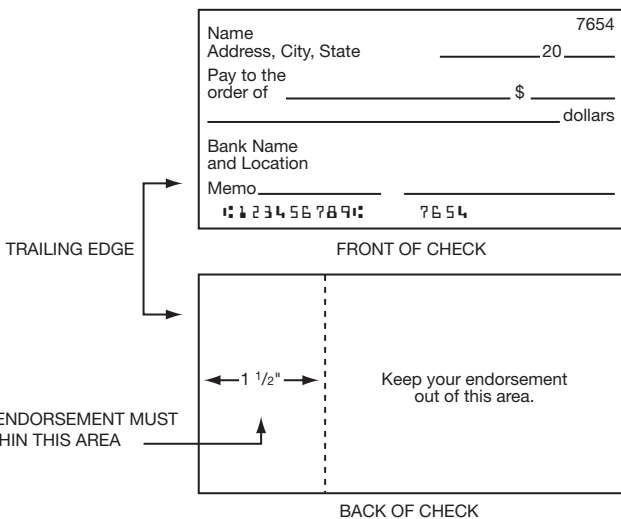 7654
Name
Address, City, State 20
Pay to the
order of $
dollars
Bank Name
and Location
Memo
⑆123456789⑆ 7654
TRAILING EDGE
FRONT OF CHECK
1 1/2"
Keep your endorsement
out of this area.
ENDORSEMENT MUST
THIS AREA
BACK OF CHECK